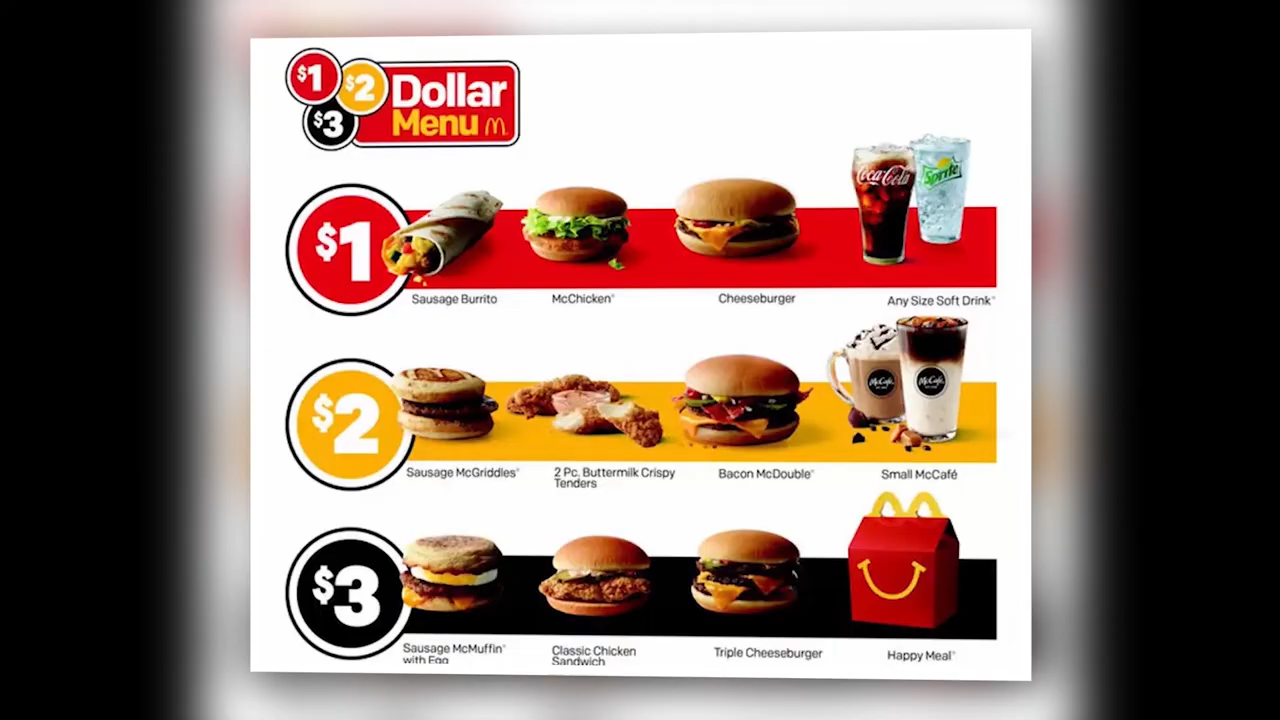 $1
$2
$3
Dollar
Menu
$1
Coca-Cola
Sprite
Sausage Burrito
McChicken®
Cheeseburger
Any Size Soft Drink®
$2
McCafé
McCafé
Sausage McGriddles®
2 Pc. Buttermilk Crispy
Tenders
Bacon McDouble®
Small McCafé
$3
Sausage McMuffin®
with Egg
Classic Chicken
Sandwich
Triple Cheeseburger
Happy Meal®